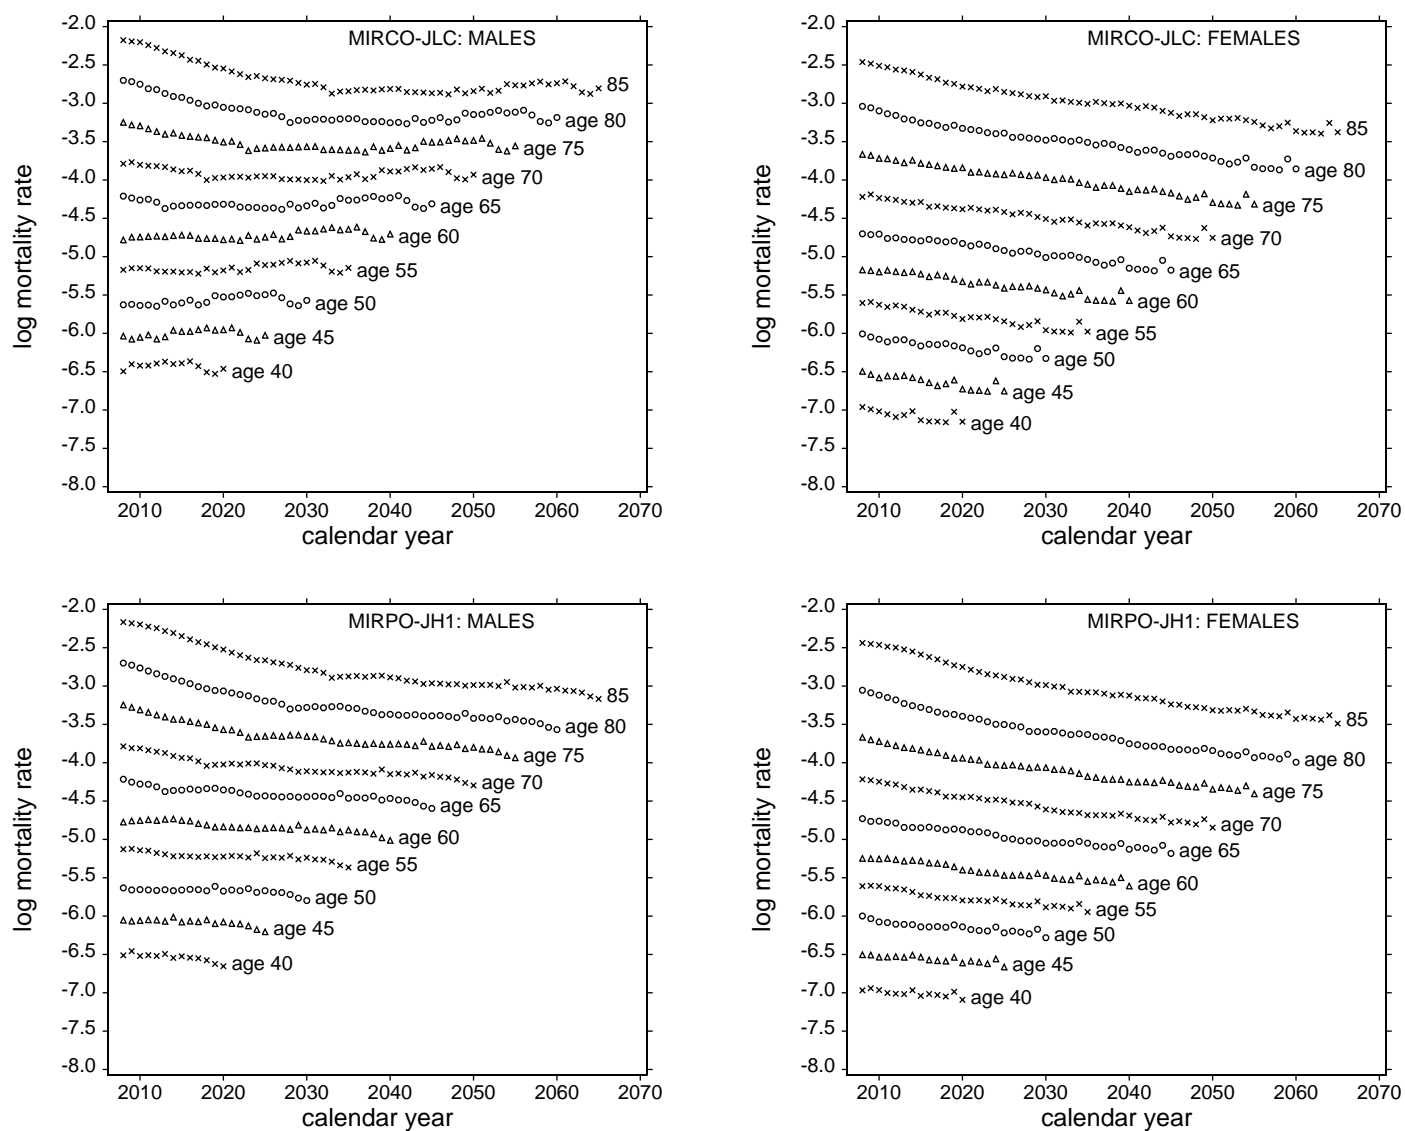 MIRCO-JLC: MALES
log mortality rate
-2.0
-2.5
-3.0
-3.5
-4.0
-4.5
-5.0
-5.5
-6.0
-6.5
-7.0
-7.5
-8.0
85
age 80
age 75
age 70
age 65
age 60
age 55
age 50
age 45
age 40
2010 2020 2030 2040 2050 2060 2070
calendar year
MIRCO-JLC: FEMALES
log mortality rate
-2.0
-2.5
-3.0
-3.5
-4.0
-4.5
-5.0
-5.5
-6.0
-6.5
-7.0
-7.5
-8.0
85
age 80
age 75
age 70
age 65
age 60
age 55
age 50
age 45
age 40
2010 2020 2030 2040 2050 2060 2070
calendar year
MIRPO-JH1: MALES
log mortality rate
-2.0
-2.5
-3.0
-3.5
-4.0
-4.5
-5.0
-5.5
-6.0
-6.5
-7.0
-7.5
-8.0
85
age 80
age 75
age 70
age 65
age 60
age 55
age 50
age 45
age 40
2010 2020 2030 2040 2050 2060 2070
calendar year
MIRPO-JH1: FEMALES
log mortality rate
-2.0
-2.5
-3.0
-3.5
-4.0
-4.5
-5.0
-5.5
-6.0
-6.5
-7.0
-7.5
-8.0
85
age 80
age 75
age 70
age 65
age 60
age 55
age 50
age 45
age 40
2010 2020 2030 2040 2050 2060 2070
calendar year